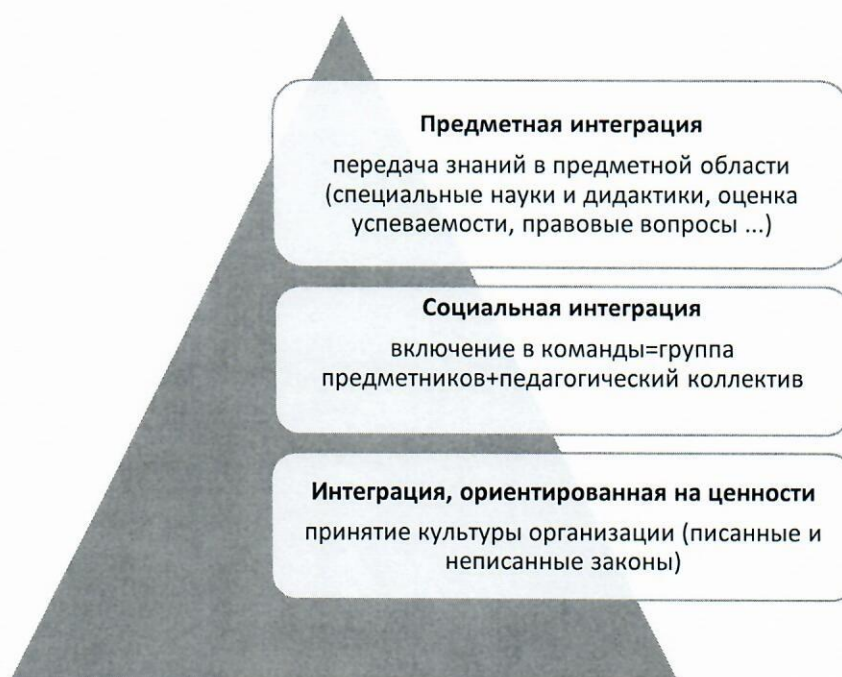 Предметная интеграция
передача знаний в предметной области
(специальные науки и дидактики, оценка
успеваемости, правовые вопросы ...)
Социальная интеграция
включение в команды=группа
предметников+педагогический коллектив
Интеграция, ориентированная на ценности
принятие культуры организации (писанные и
неписанные законы)